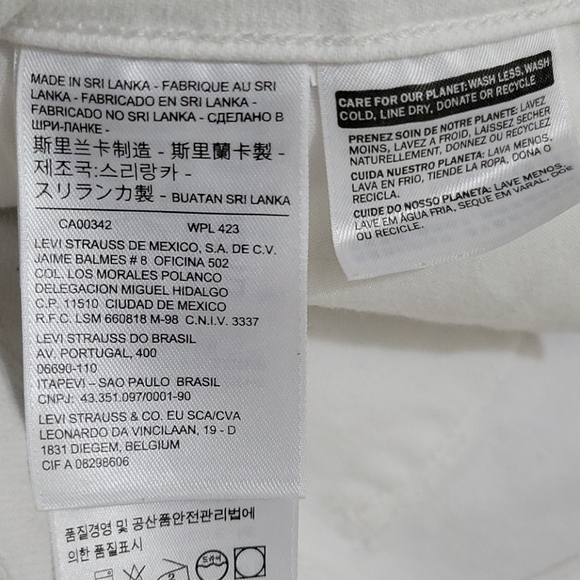 MADE IN SRI LANKA - FABRIQUE AU SRI
LANKA - FABRICADO EN SRI LANKA -
FABRICADO NO SRI LANKA - СДЕЛАНО В
ШРИ-ЛАНКЕ -
斯里兰卡制造 - 斯里蘭卡製 -
제조국:스리랑카 -
スリランカ製 - BUATAN SRI LANKA
CA00342 WPL 423
LEVI STRAUSS DE MEXICO, S.A. DE C.V.
JAIME BALMES # 8 OFICINA 502
COL. LOS MORALES POLANCO
DELEGACION MIGUEL HIDALGO
C.P. 11510 CIUDAD DE MEXICO
R.F.C. LSM 660818 M-98 C.N.I.V. 3337
LEVI STRAUSS DO BRASIL
AV. PORTUGAL, 400
06690-110
ITAPEVI – SAO PAULO BRASIL
CNPJ: 43.351.097/0001-90
LEVI STRAUSS & CO. EU SCA/CVA
LEONARDO DA VINCILAAN, 19 - D
1831 DIEGEM, BELGIUM
CIF A 08298606
품질경영 및 공산품안전관리법에
의한 품질표시
CARE FOR OUR PLANET: WASH LESS, WASH
COLD, LINE DRY, DONATE OR RECYCLE
PRENEZ SOIN DE NOTRE PLANETE: LAVEZ
MOINS, LAVEZ A FROID, LAISSEZ SECHER
NATURELLEMENT, DONNEZ OU RECYCLEZ
CUIDA NUESTRO PLANETA: LAVA MENOS,
LAVA EN FRIO, TIENDE LA ROPA, DONA O
RECICLA.
CUIDE DO NOSSO PLANETA: LAVE MENOS,
LAVE EM ÁGUA FRIA, SEQUE EM VARAL, DOE
OU RECICLE.